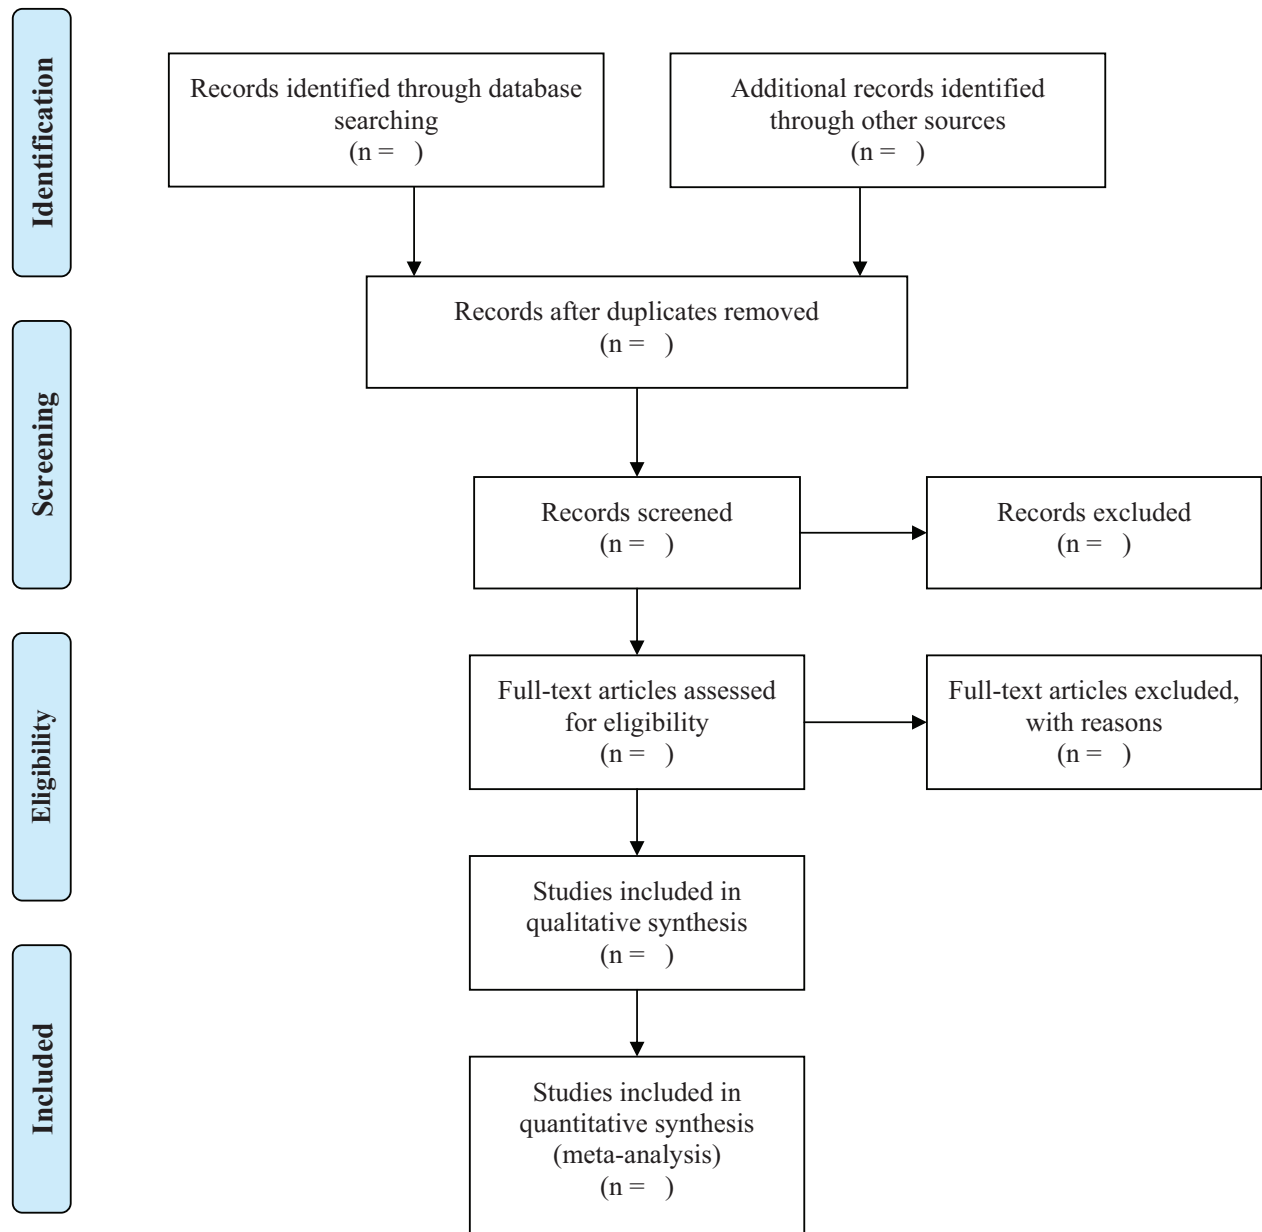 Identification
Records identified through database
searching
(n = )
Additional records identified
through other sources
(n = )
Records after duplicates removed
(n = )
Screening
Records screened
(n = )
Records excluded
(n = )
Eligibility
Full-text articles assessed
for eligibility
(n = )
Full-text articles excluded,
with reasons
(n = )
Studies included in
qualitative synthesis
(n = )
Included
Studies included in
quantitative synthesis
(meta-analysis)
(n = )